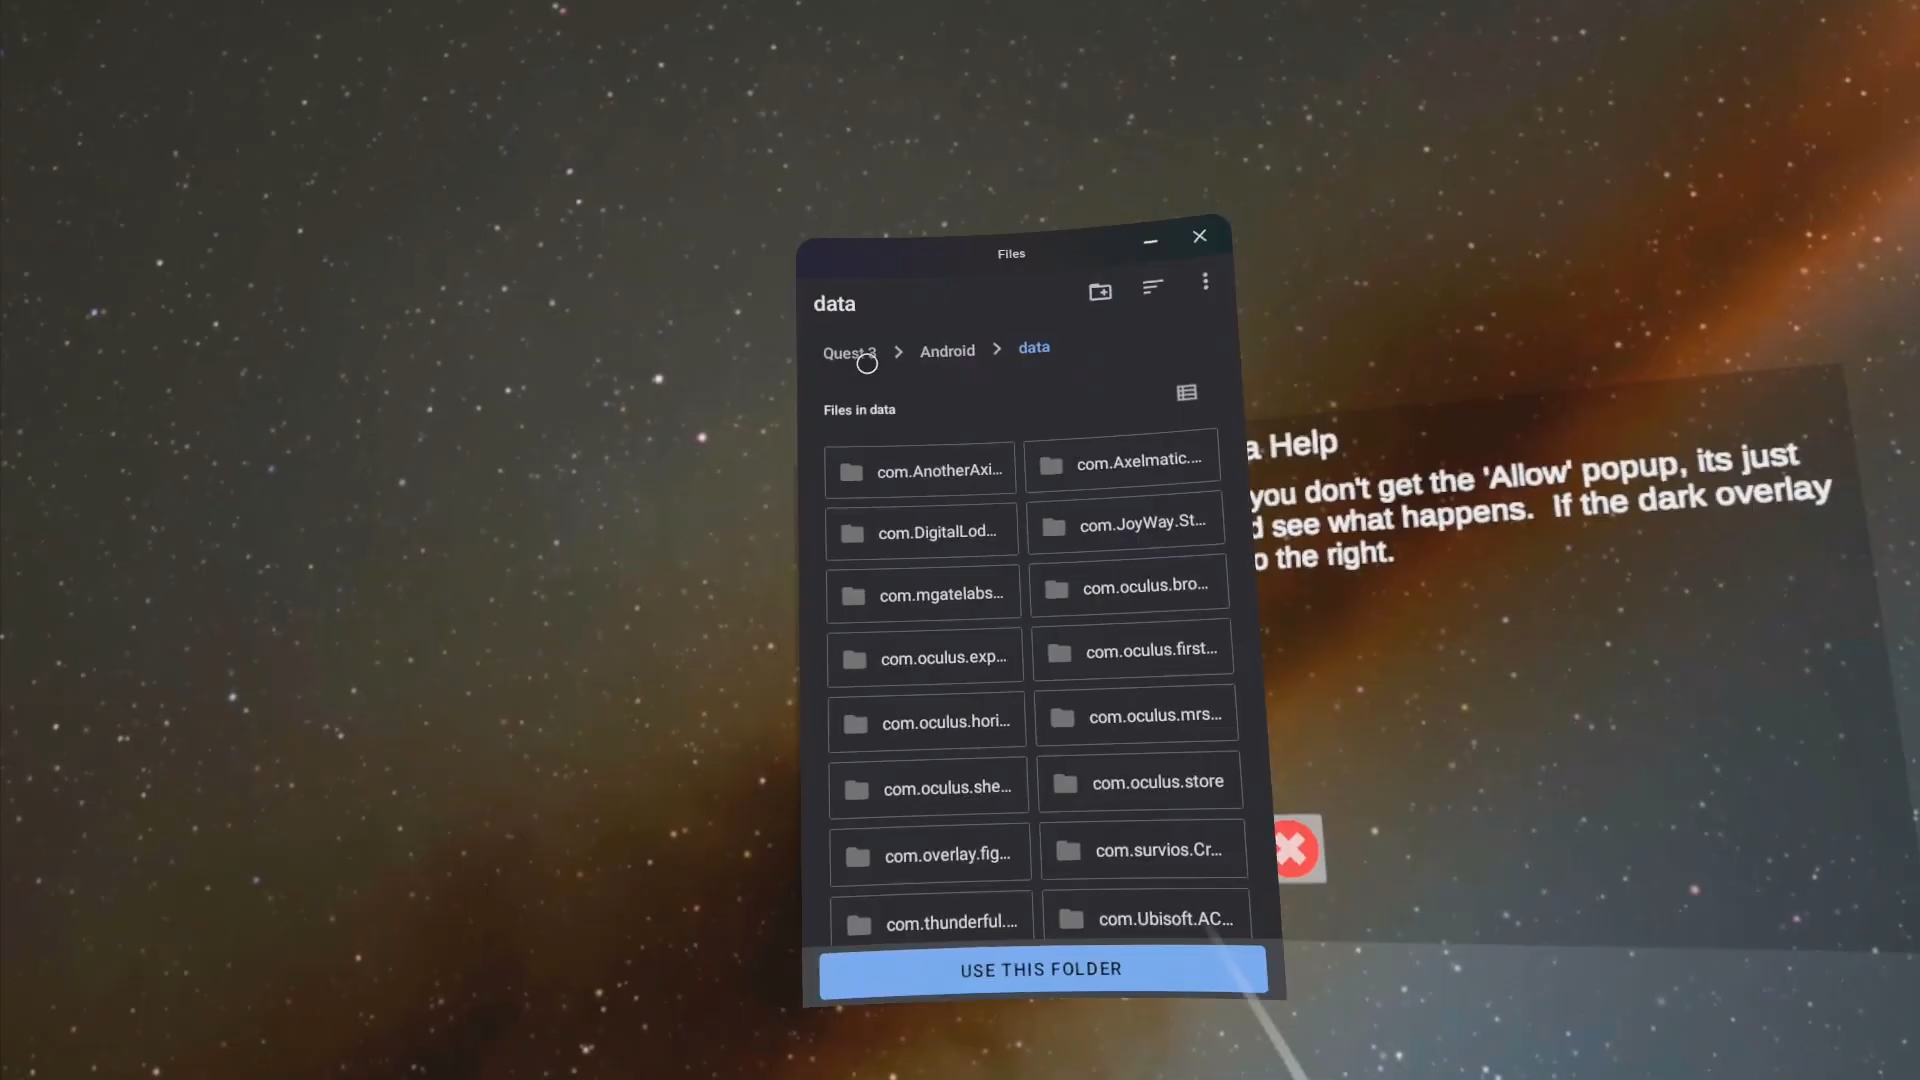 Files
data
Quest 3 > Android > data
Files in data
com.AnotherAxi...
com.Axelmatic....
com.DigitalLod...
com.JoyWay.St...
com.mgatelabs...
com.oculus.bro...
com.oculus.exp...
com.oculus.first...
com.oculus.hori...
com.oculus.mrs...
com.oculus.she...
com.oculus.store
com.overlay.fig...
com.survios.Cr...
com.thunderful....
com.Ubisoft.AC...
USE THIS FOLDER
a Help
you don't get the 'Allow' popup, its just
d see what happens. If the dark overlay
o the right.